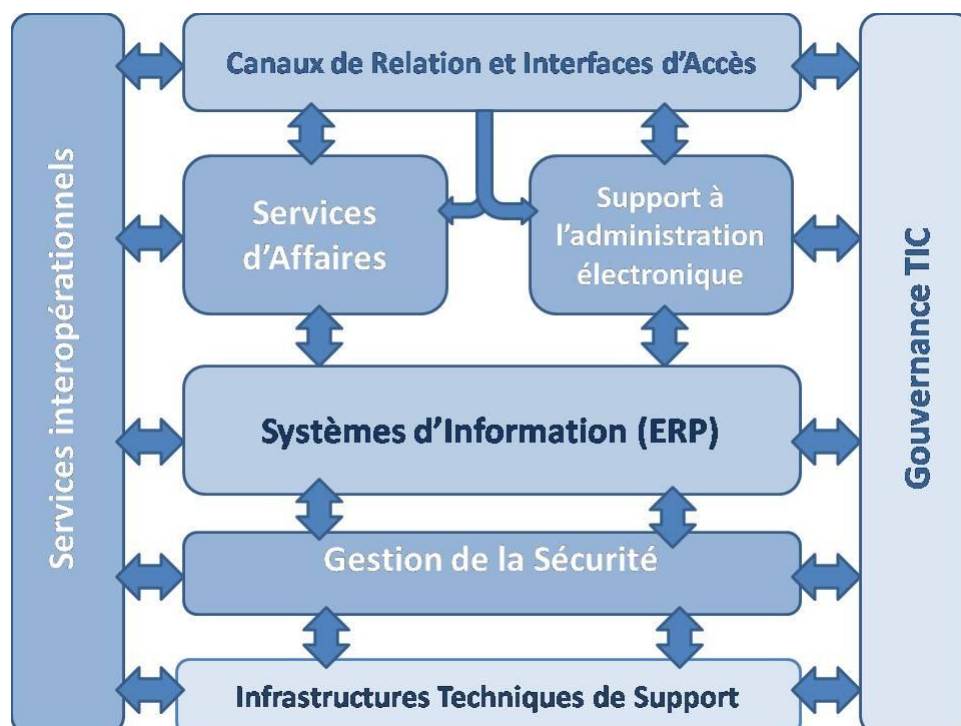 Services interopérationnels
Canaux de Relation et Interfaces d'Accès
Services
d'Affaires
Support à
l'administration
électronique
Systèmes d'Information (ERP)
Gestion de la Sécurité
Infrastructures Techniques de Support
Gouvernance TIC